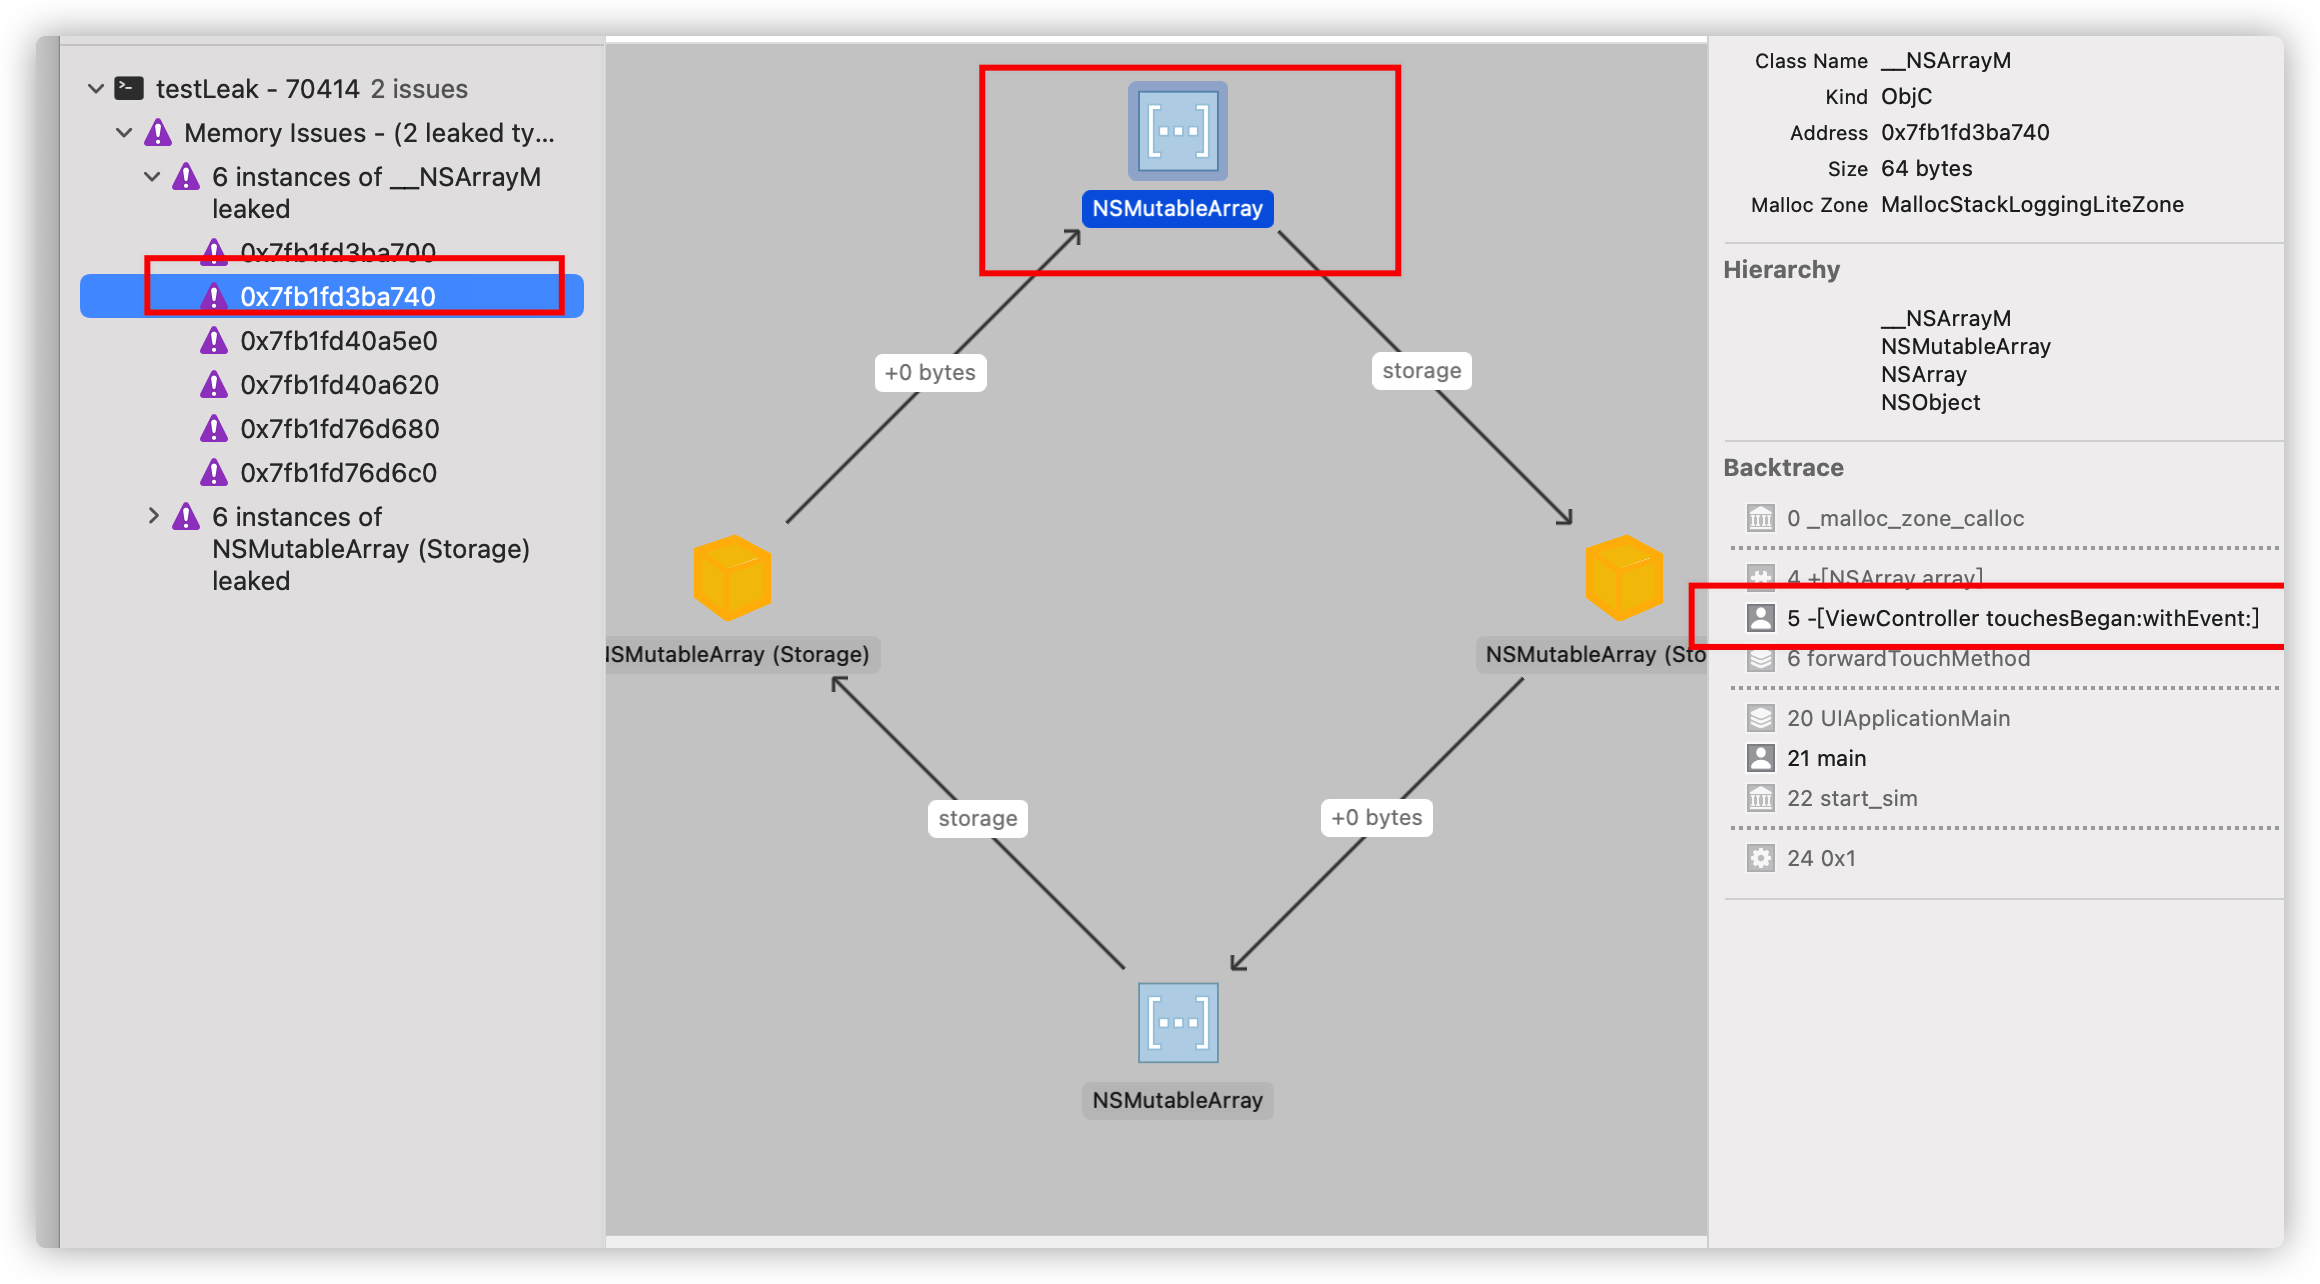 testLeak - 70414 2 issues
Memory Issues - (2 leaked ty...
6 instances of __NSArrayM
leaked
0x7fb1fd3ba700
0x7fb1fd3ba740
0x7fb1fd40a5e0
0x7fb1fd40a620
0x7fb1fd76d680
0x7fb1fd76d6c0
6 instances of
NSMutableArray (Storage)
leaked
NSMutableArray
+0 bytes
storage
NSMutableArray (Storage)
NSMutableArray (Sto
storage
+0 bytes
NSMutableArray
Class Name __NSArrayM
Kind ObjC
Address 0x7fb1fd3ba740
Size 64 bytes
Malloc Zone MallocStackLoggingLiteZone
Hierarchy
__NSArrayM
NSMutableArray
NSArray
NSObject
Backtrace
0 _malloc_zone_calloc
4 +[NSArray array]
5 -[ViewController touchesBegan:withEvent:]
6 forwardTouchMethod
20 UIApplicationMain
21 main
22 start_sim
24 0x1